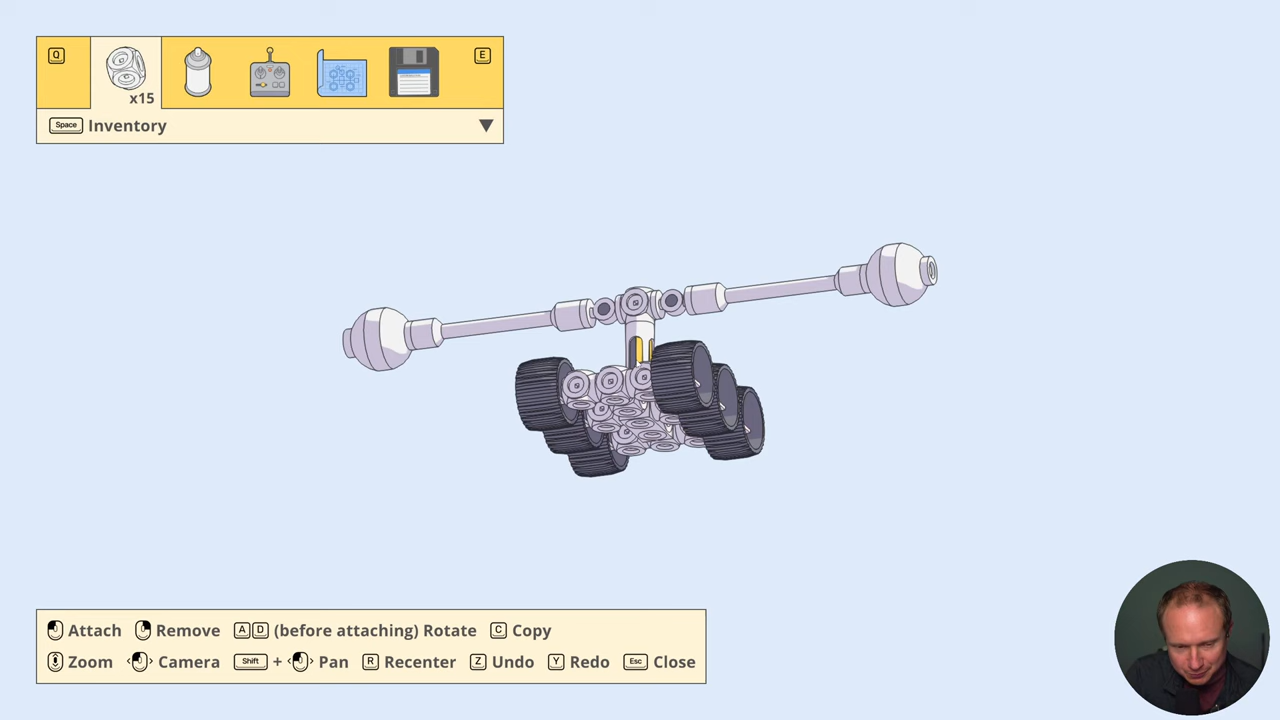 Q
E
x15
Space Inventory
Attach Remove A D (before attaching) Rotate C Copy
Zoom Camera Shift + Pan R Recenter Z Undo Y Redo Esc Close